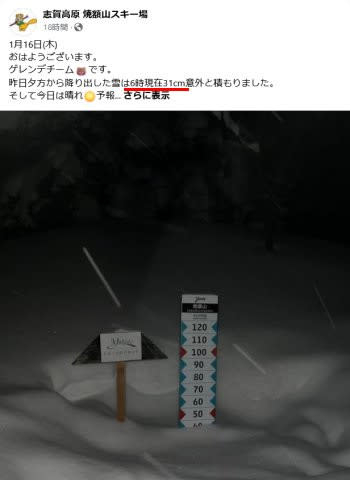 志賀高原 焼額山スキー場
16時間
1月16日(木)
おはようございます。
ゲレンデチーム🐻です。
昨日夕方から降り出した雪は6時現在31cm意外と積もりました。
そして今日は晴れ🌞予報... さらに表示
焼額山
120
110
100
90
80
70
60
50